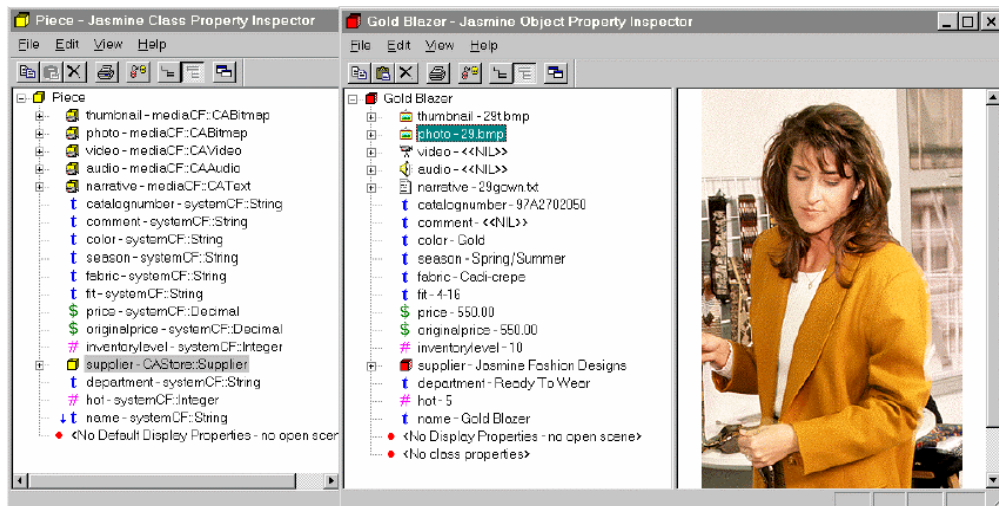 Piece - Jasmine Class Property Inspector
File Edit View Help
Piece
thumbnail - mediaCF::CABitmap
photo - mediaCF::CABitmap
video - mediaCF::CAVideo
audio - mediaCF::CAAudio
narrative - mediaCF::CAText
catalognumber - systemCF::String
comment - systemCF::String
color - systemCF::String
season - systemCF::String
fabric - systemCF::String
fit - systemCF::String
price - systemCF::Decimal
originalprice - systemCF::Decimal
inventorylevel - systemCF::Integer
supplier - CAStore::Supplier
department - systemCF::String
hot - systemCF::Integer
name - systemCF::String
<No Default Display Properties - no open scen
Gold Blazer - Jasmine Object Property Inspector
File Edit View Help
Gold Blazer
thumbnail - 29t.bmp
photo - 29.bmp
video - <<NIL>>
audio - <<NIL>>
narrative - 29gown.txt
catalognumber - 97A2702050
comment - <<NIL>>
color - Gold
season - Spring/Summer
fabric - Cadi-crepe
fit - 4-16
price - 550.00
originalprice - 550.00
inventorylevel - 10
supplier - Jasmine Fashion Designs
department - Ready To Wear
hot - 5
name - Gold Blazer
<No Display Properties - no open scene>
<No class properties>